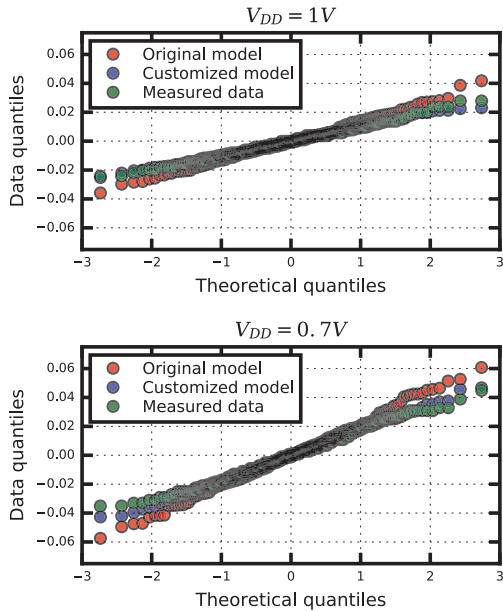 V_DD = 1V
0.06
0.04
0.02
0.00
−0.02
−0.04
−0.06
Data quantiles
Original model
Customized model
Measured data
−3 −2 −1 0 1 2 3
Theoretical quantiles
V_DD = 0.7V
0.06
0.04
0.02
0.00
−0.02
−0.04
−0.06
Data quantiles
Original model
Customized model
Measured data
−3 −2 −1 0 1 2 3
Theoretical quantiles